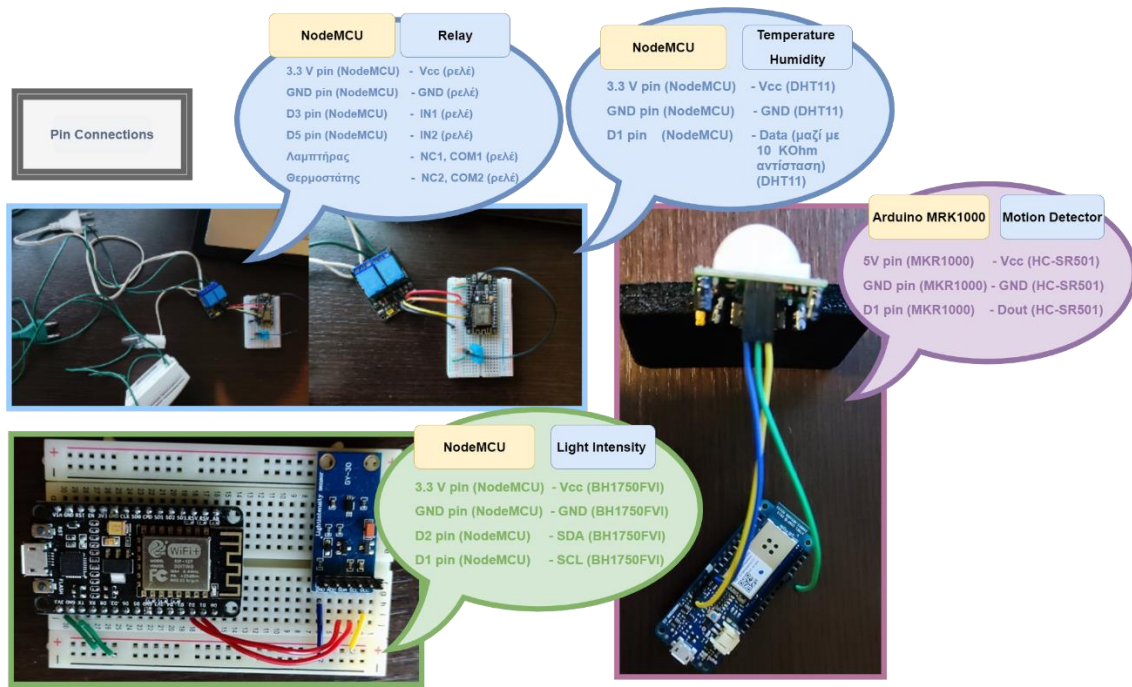 Pin Connections
NodeMCU Relay
3.3 V pin (NodeMCU) - Vcc (ρελέ)
GND pin (NodeMCU) - GND (ρελέ)
D3 pin (NodeMCU) - IN1 (ρελέ)
D5 pin (NodeMCU) - IN2 (ρελέ)
Λαμπτήρας - NC1, COM1 (ρελέ)
Θερμοστάτης - NC2, COM2 (ρελέ)
NodeMCU Temperature
Humidity
3.3 V pin (NodeMCU) - Vcc (DHT11)
GND pin (NodeMCU) - GND (DHT11)
D1 pin (NodeMCU) - Data (μαζί με
10 KOhm
αντίσταση)
(DHT11)
Arduino MRK1000 Motion Detector
5V pin (MKR1000) - Vcc (HC-SR501)
GND pin (MKR1000) - GND (HC-SR501)
D1 pin (MKR1000) - Dout (HC-SR501)
NodeMCU Light Intensity
3.3 V pin (NodeMCU) - Vcc (BH1750FVI)
GND pin (NodeMCU) - GND (BH1750FVI)
D2 pin (NodeMCU) - SDA (BH1750FVI)
D1 pin (NodeMCU) - SCL (BH1750FVI)
GY-30
WiFi